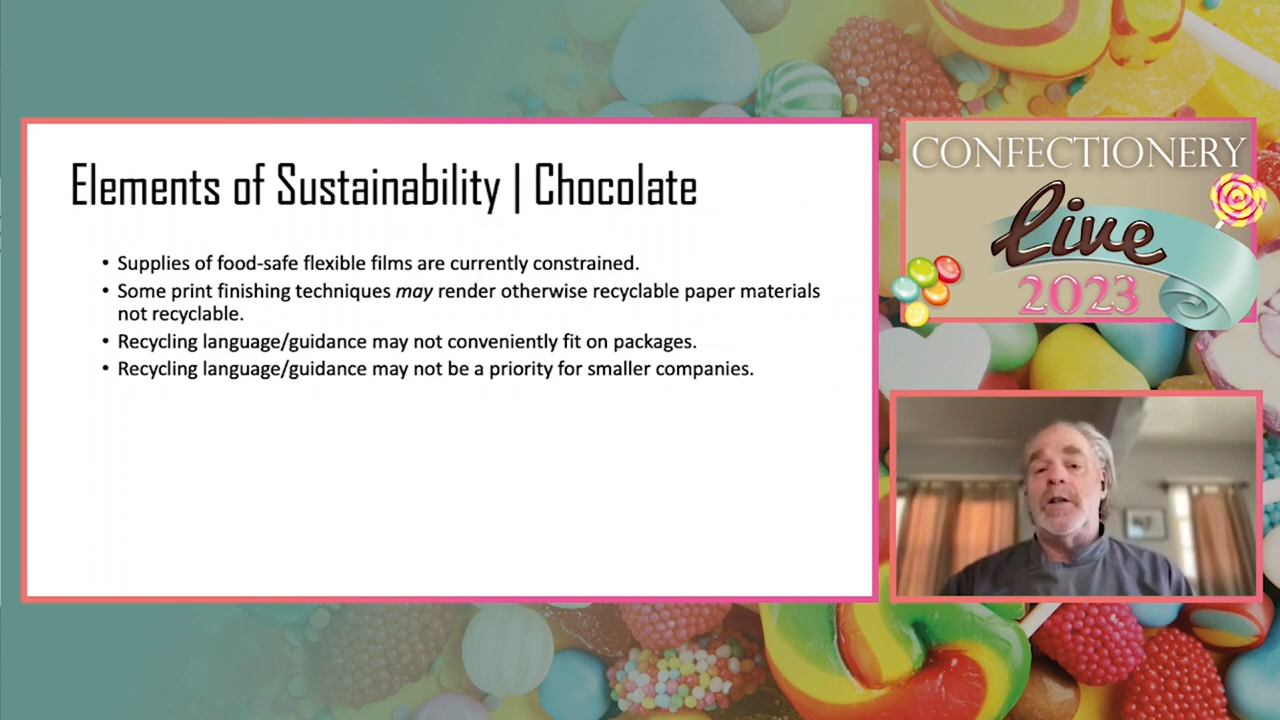 Elements of Sustainability | Chocolate
• Supplies of food-safe flexible films are currently constrained.
• Some print finishing techniques may render otherwise recyclable paper materials
not recyclable.
• Recycling language/guidance may not conveniently fit on packages.
• Recycling language/guidance may not be a priority for smaller companies.
CONFECTIONERY
Live
2023